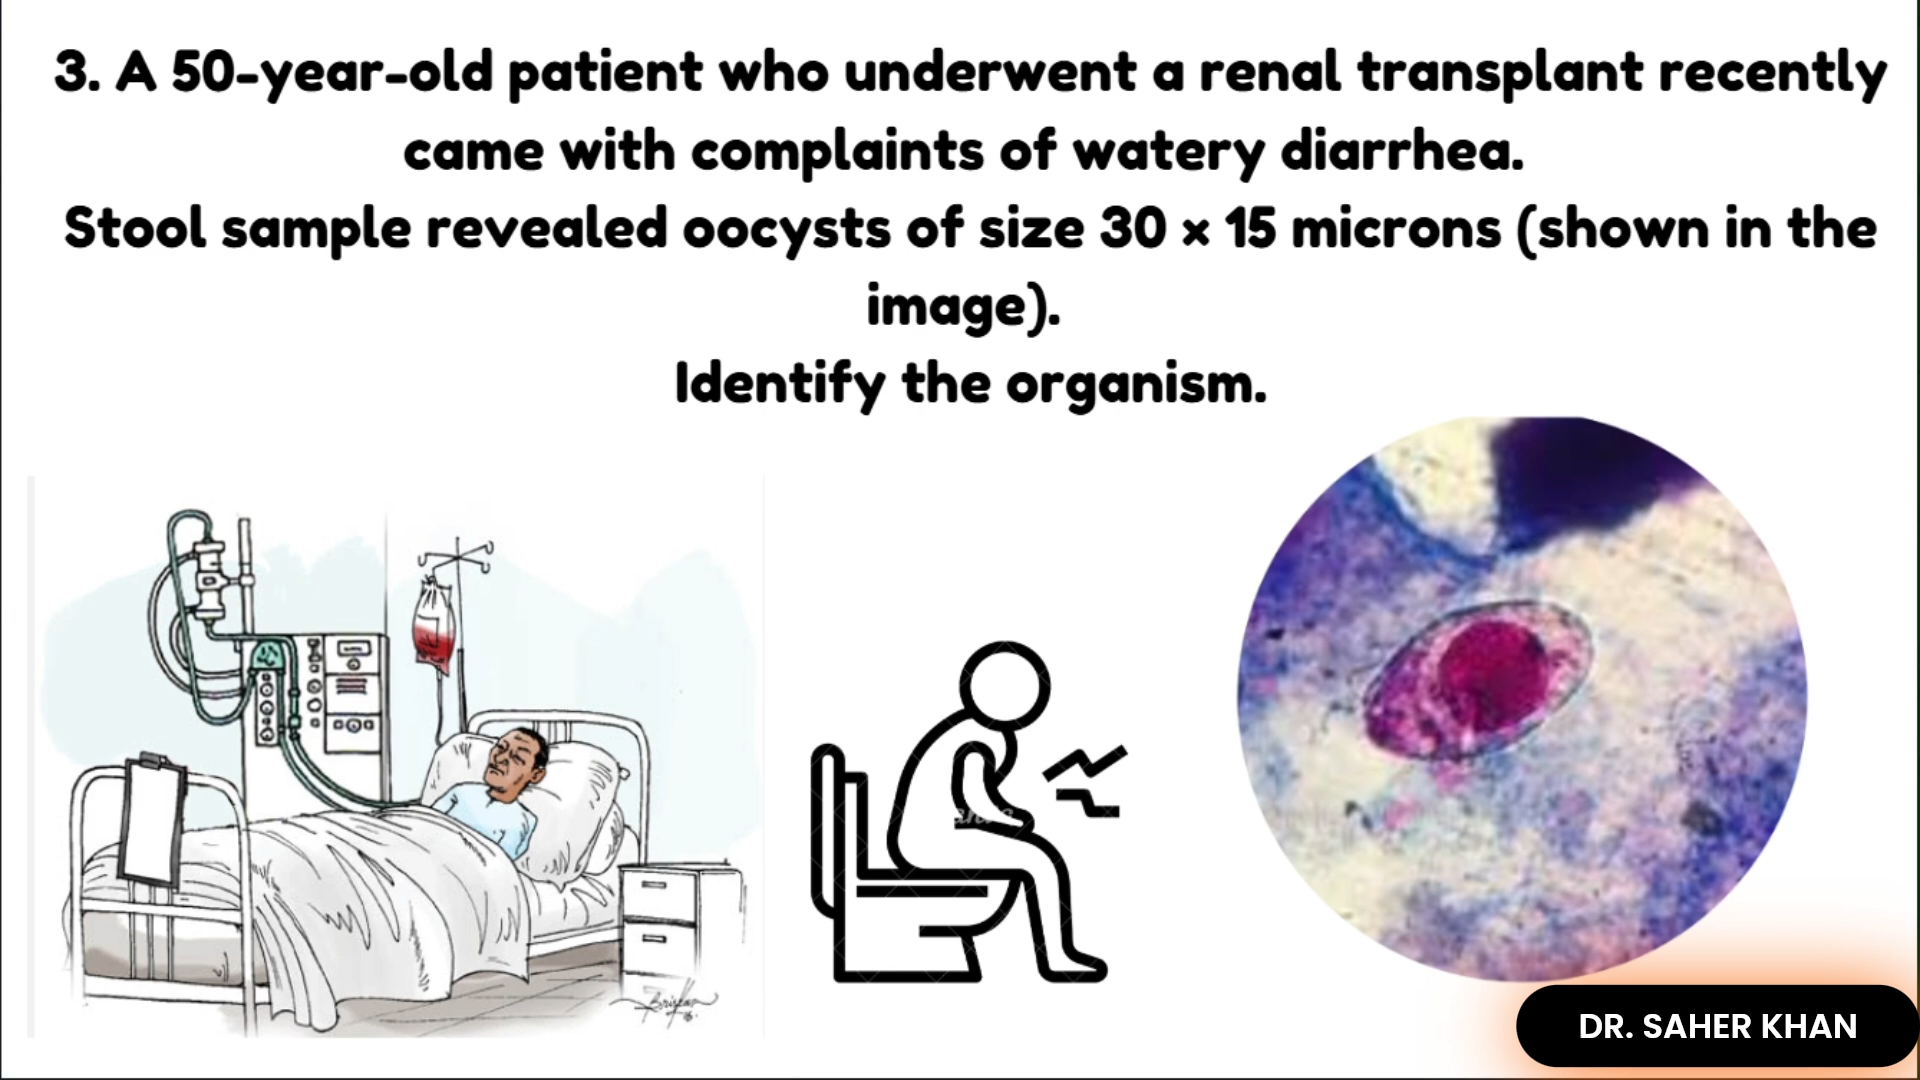 3. A 50-year-old patient who underwent a renal transplant recently
came with complaints of watery diarrhea.
Stool sample revealed oocysts of size 30 × 15 microns (shown in the
image).
Identify the organism.
DR. SAHER KHAN